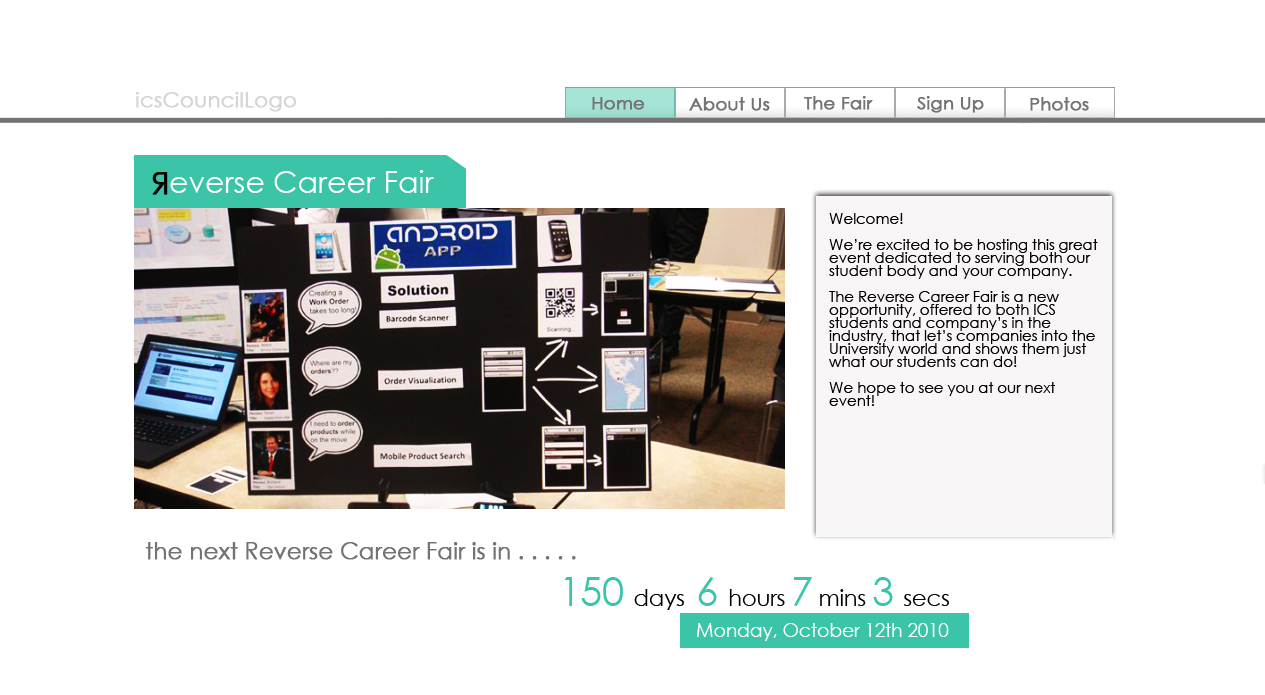 icsCouncilLogo
Home
About Us
The Fair
Sign Up
Photos
Яeverse Career Fair
ANDROID
APP
Creating a
Work Order
takes too long!
Solution
Barcode Scanner
Scanning...
Where are my
orders??
Order Visualization
I need to order
products while
on the move
Mobile Product Search
Welcome!
We're excited to be hosting this great
event dedicated to serving both our
student body and your company.
The Reverse Career Fair is a new
opportunity, offered to both ICS
students and company's in the
industry, that let's companies into the
University world and shows them just
what our students can do!
We hope to see you at our next
event!
the next Reverse Career Fair is in . . . . .
150 days 6 hours 7 mins 3 secs
Monday, October 12th 2010